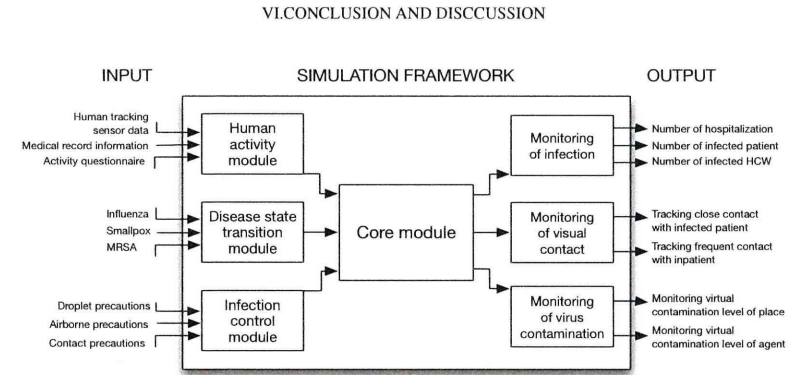 VI.CONCLUSION AND DISCCUSSION
INPUT
SIMULATION FRAMEWORK
OUTPUT
Human tracking
sensor data
Medical record information
Activity questionnaire
Human
activity
module
Influenza
Smallpox
MRSA
Disease state
transition
module
Droplet precautions
Airborne precautions
Contact precautions
Infection
control
module
Core module
Monitoring
of infection
Number of hospitalization
Number of infected patient
Number of infected HCW
Monitoring
of visual
contact
Tracking close contact
with infected patient
Tracking frequent contact
with inpatient
Monitoring
of virus
contamination
Monitoring virtual
contamination level of place
Monitoring virtual
contamination level of agent